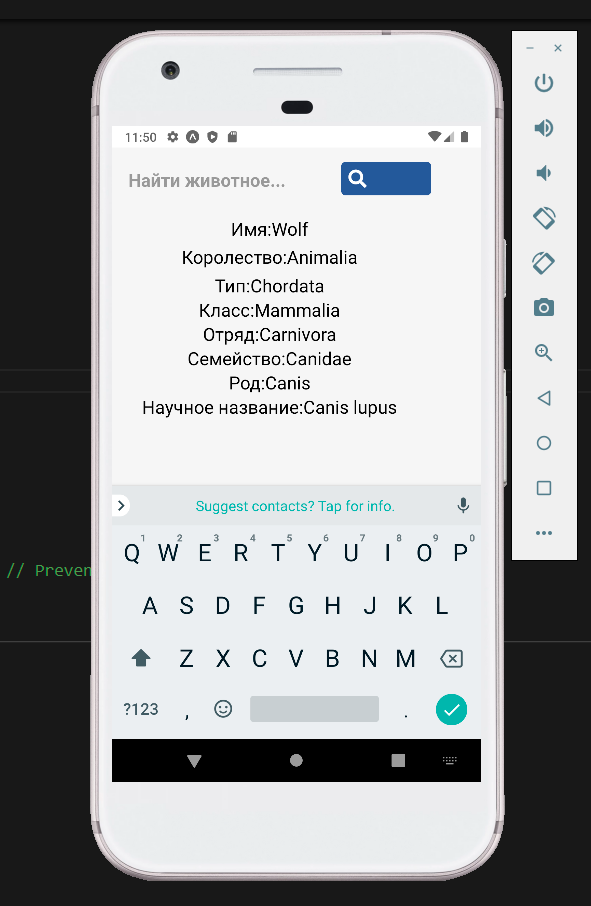 11:50
Найти животное...
Имя:Wolf
Королество:Animalia
Тип:Chordata
Класс:Mammalia
Отряд:Carnivora
Семейство:Canidae
Род:Canis
Научное название:Canis lupus
Suggest contacts? Tap for info.
// Preven
1 2 3 4 5 6 7 8 9 0
Q W E R T Y U I O P
A S D F G H J K L
Z X C V B N M
?123 , .